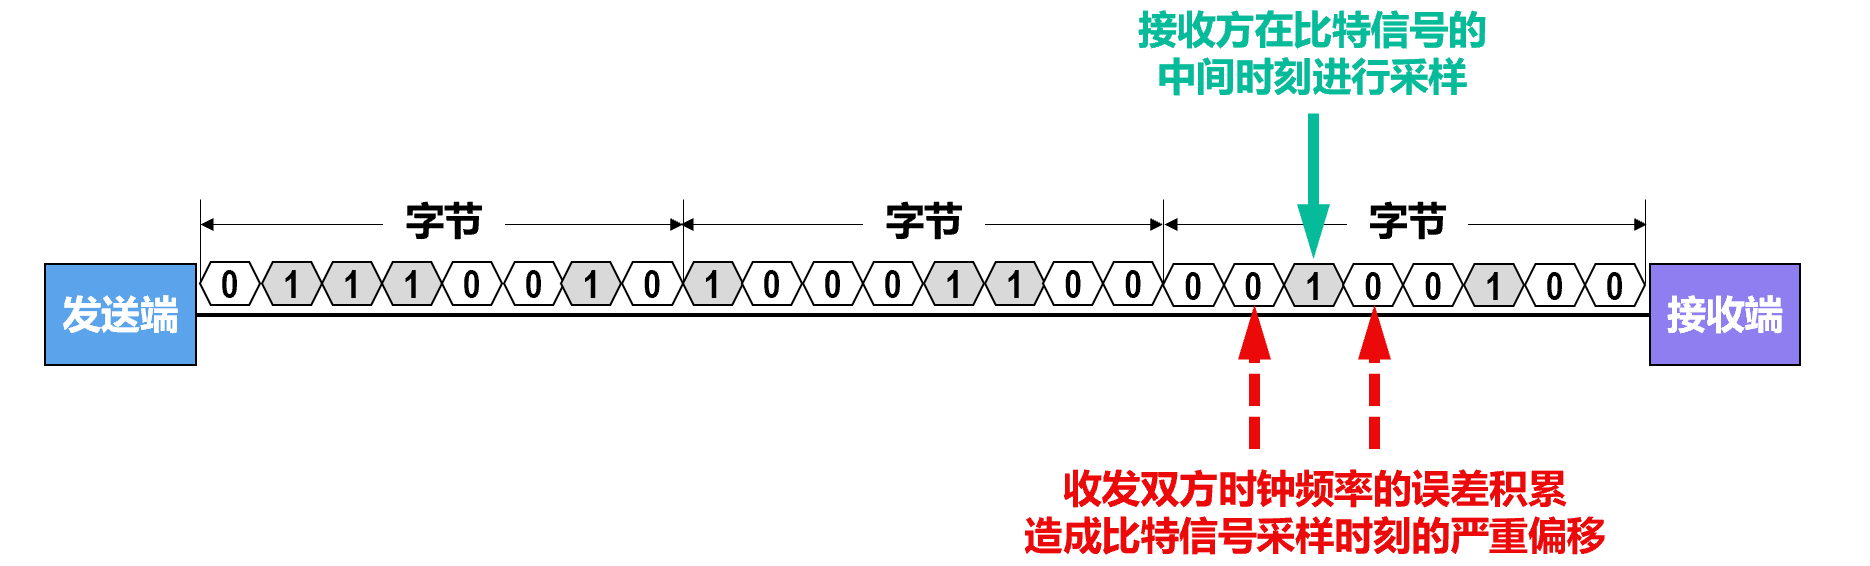 接收方在比特信号的
中间时刻进行采样
字节 字节 字节
发送端 0 1 1 1 0 0 1 0 1 0 0 0 1 1 0 0 0 0 1 0 0 1 0 0 接收端
收发双方时钟频率的误差积累
造成比特信号采样时刻的严重偏移